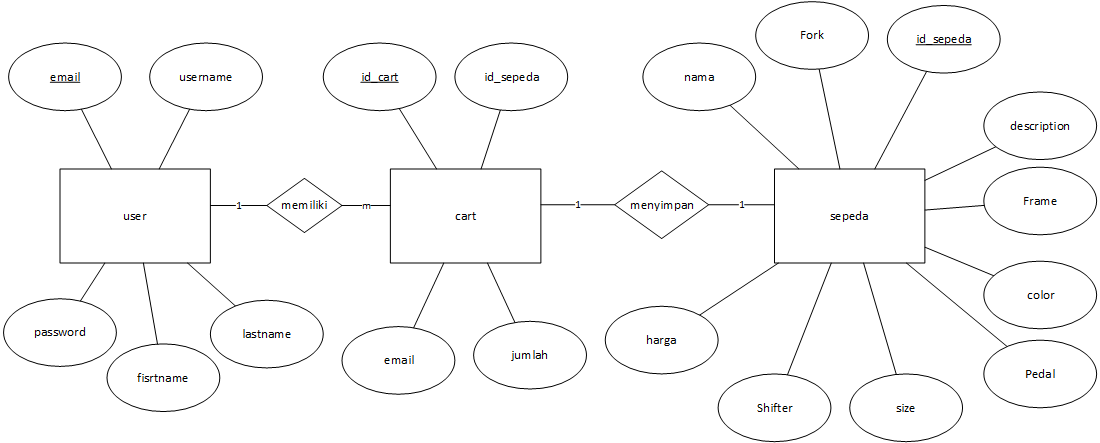 email
username
id_cart
id_sepeda
nama
Fork
id_sepeda
description
Frame
color
Pedal
user
1
memiliki
m
cart
1
menyimpan
1
sepeda
password
fisrtname
lastname
email
jumlah
harga
Shifter
size